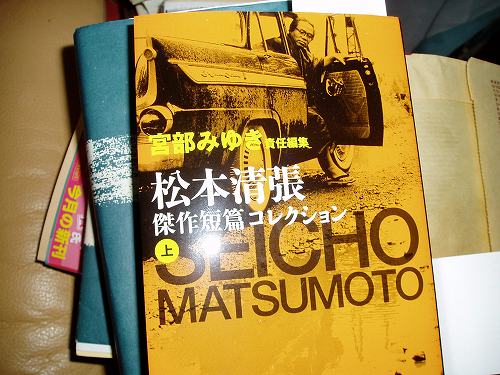 宮部みゆき責任編集
松本清張
傑作短篇コレクション
上
SEICHO
MATSUMOTO
今月の新刊